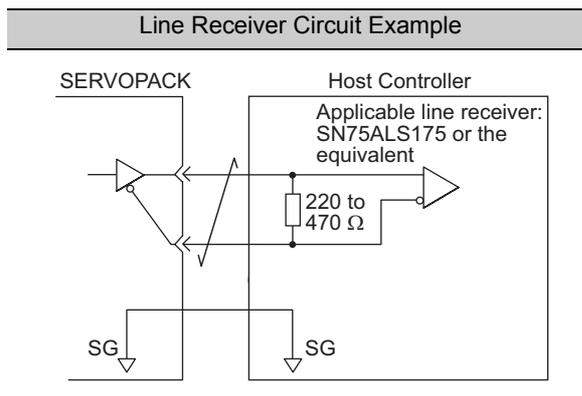 Line Receiver Circuit Example
SERVOPACK
Host Controller
Applicable line receiver:
SN75ALS175 or the
equivalent
220 to
470 Ω
SG
SG